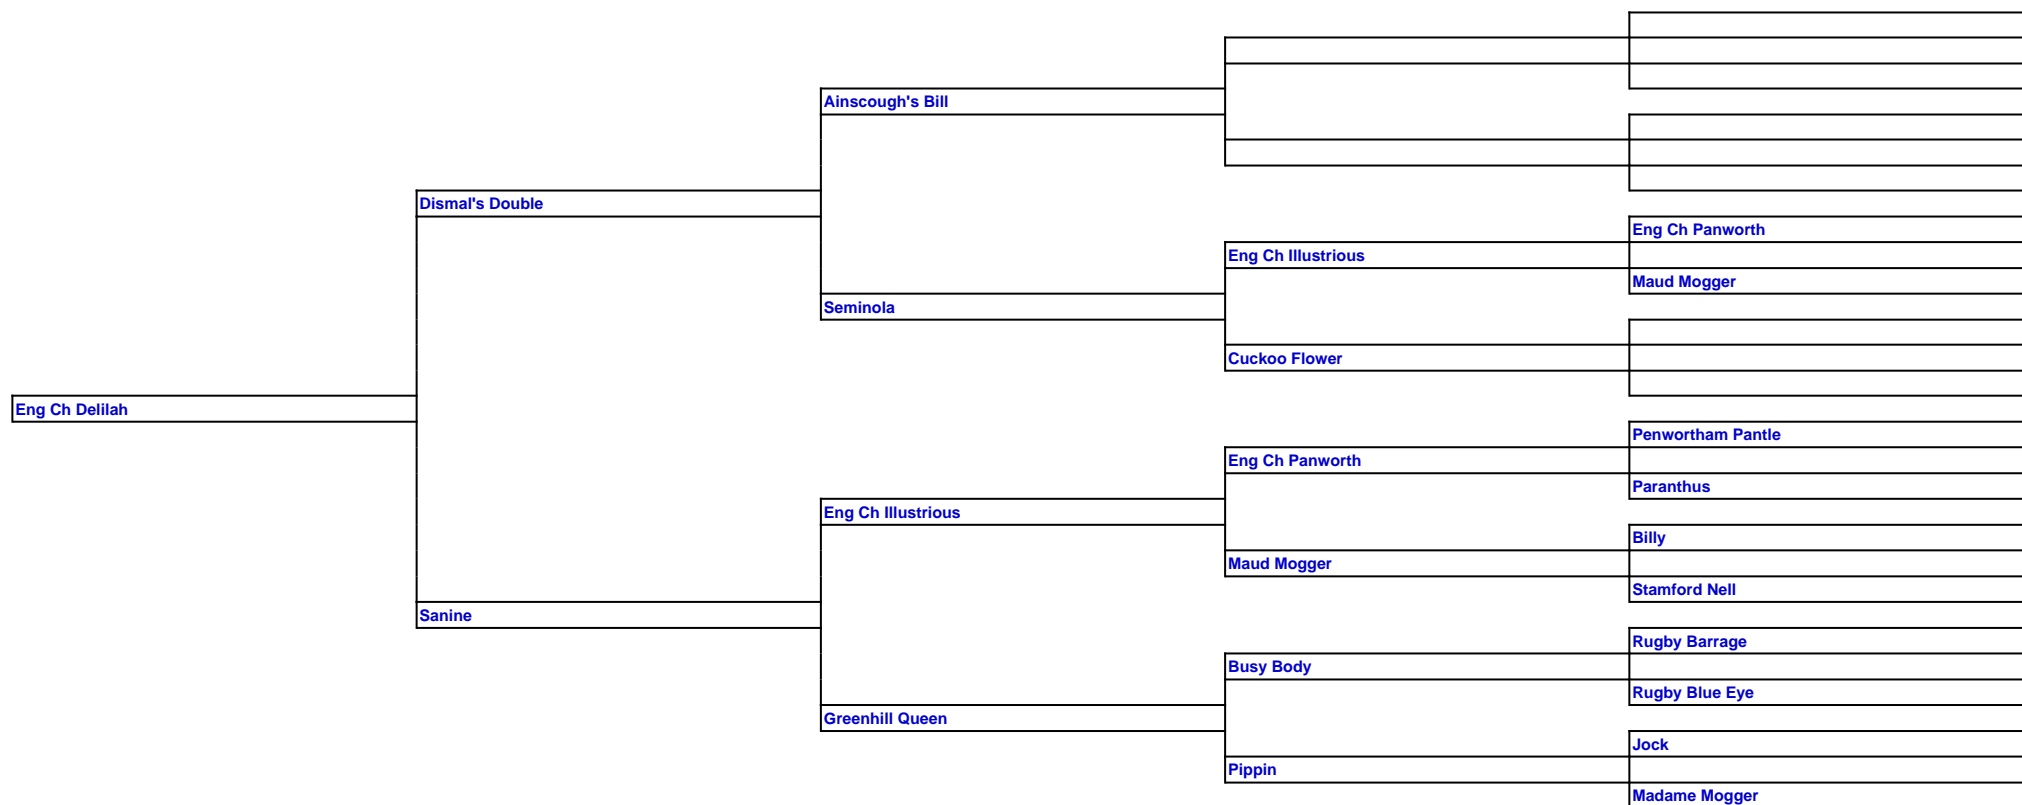 Ainscough's Bill
Dismal's Double
Eng Ch Panworth
Eng Ch Illustrious
Maud Mogger
Seminola
Cuckoo Flower
Eng Ch Delilah
Penwortham Pantle
Eng Ch Panworth
Paranthus
Eng Ch Illustrious
Billy
Maud Mogger
Stamford Nell
Sanine
Rugby Barrage
Busy Body
Rugby Blue Eye
Greenhill Queen
Jock
Pippin
Madame Mogger